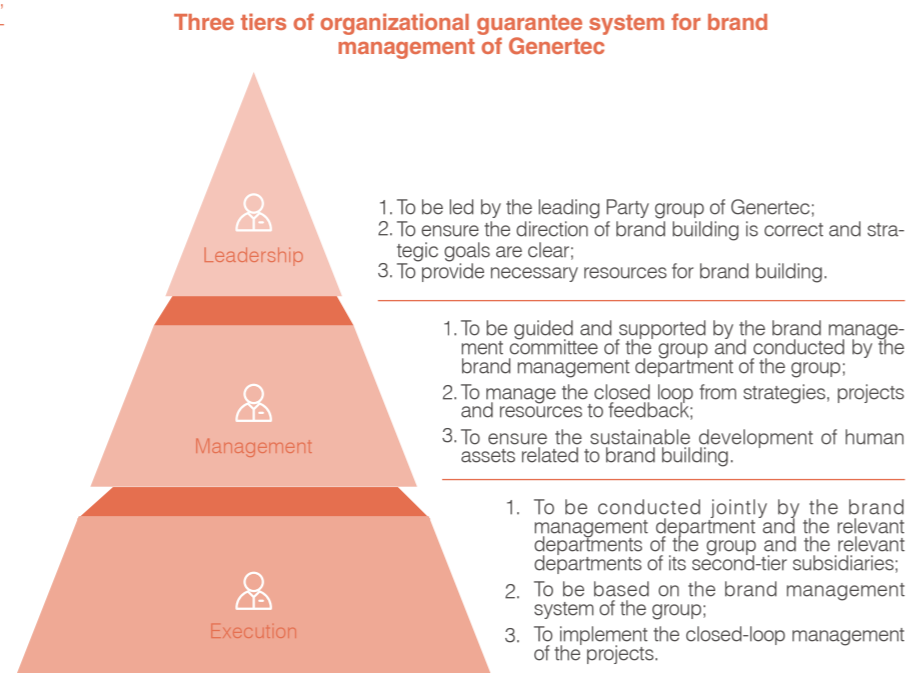 Three tiers of organizational guarantee system for brand
management of Genertec
Leadership
1. To be led by the leading Party group of Genertec;
2. To ensure the direction of brand building is correct and stra-
tegic goals are clear;
3. To provide necessary resources for brand building.
Management
1. To be guided and supported by the brand manage-
ment committee of the group and conducted by the
brand management department of the group;
2. To manage the closed loop from strategies, projects
and resources to feedback;
3. To ensure the sustainable development of human
assets related to brand building.
Execution
1. To be conducted jointly by the brand
management department and the relevant
departments of the group and the relevant
departments of its second-tier subsidiaries;
2. To be based on the brand management
system of the group;
3. To implement the closed-loop management
of the projects.